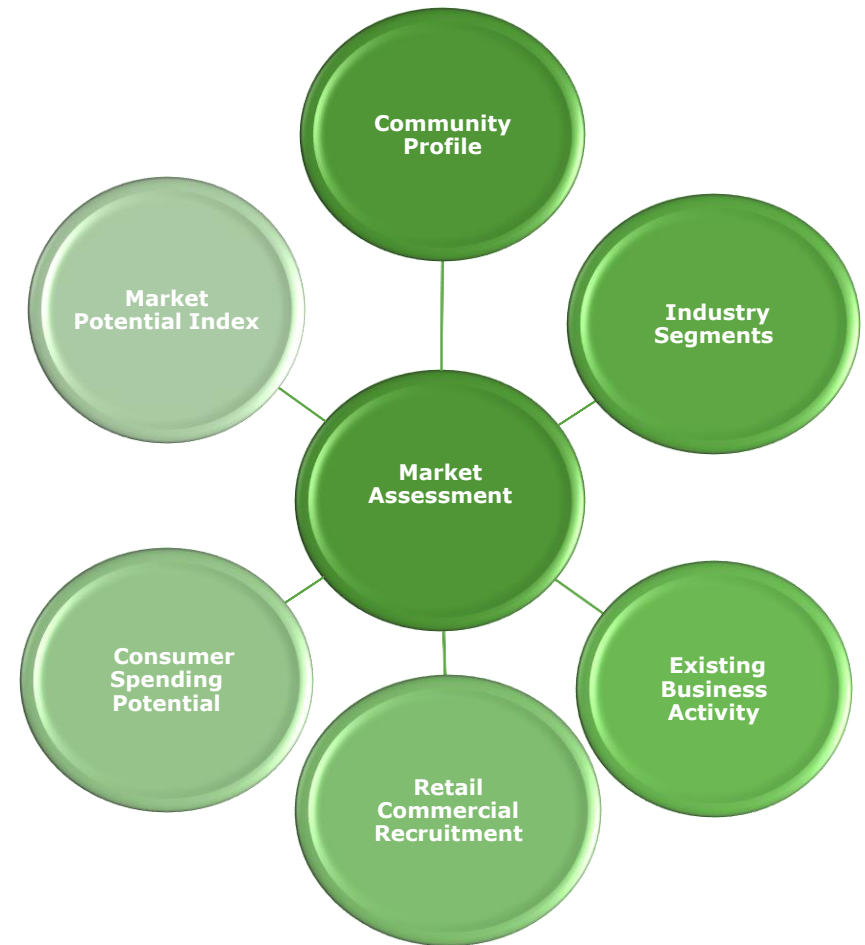 Community
Profile
Market
Potential Index
Industry
Segments
Market
Assessment
Consumer
Spending
Potential
Existing
Business
Activity
Retail
Commercial
Recruitment